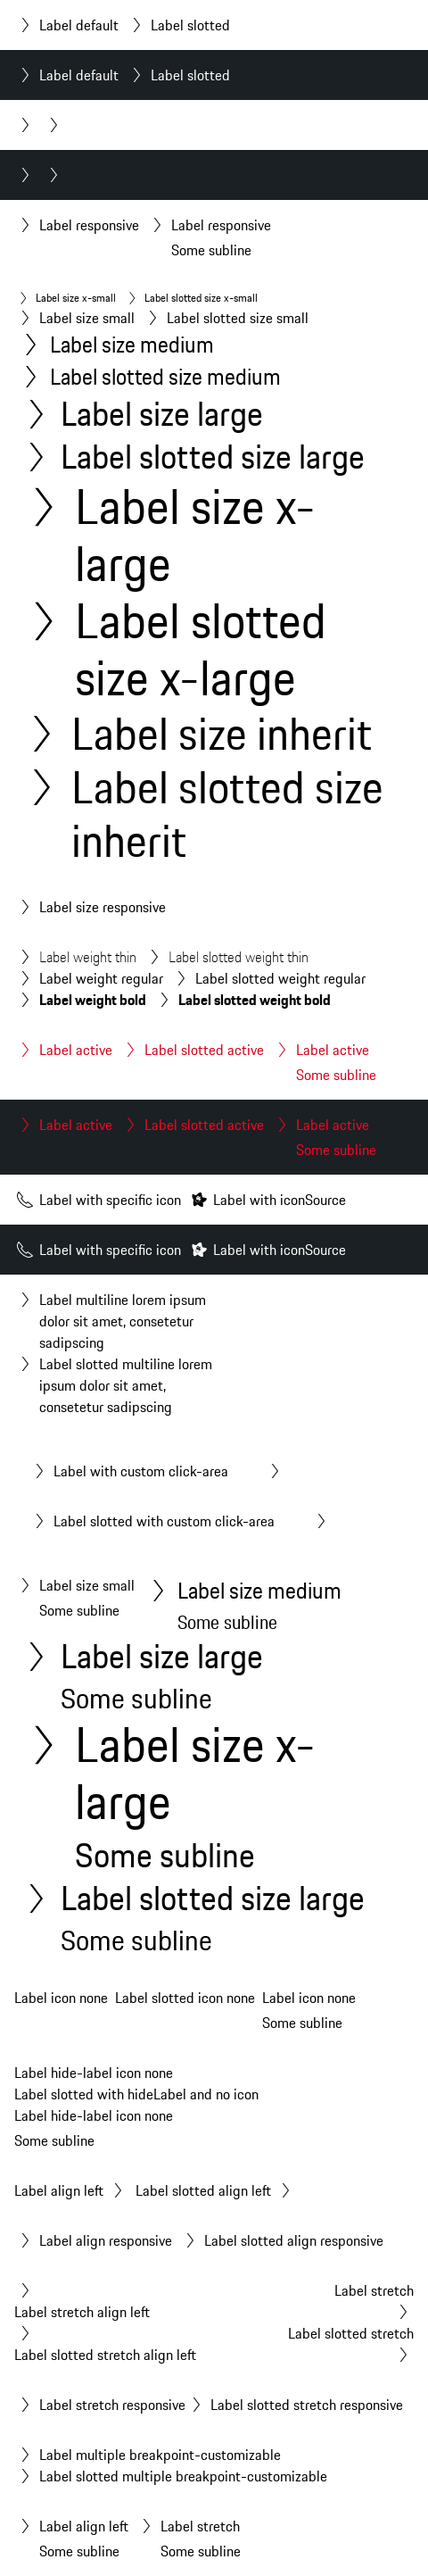 Label default Label slotted
Label default Label slotted
Label responsive Label responsive
Some subline
Label size x-small Label slotted size x-small
Label size small Label slotted size small
Label size medium
Label slotted size medium
Label size large
Label slotted size large
Label size x-
large
Label slotted
size x-large
Label size inherit
Label slotted size
inherit
Label size responsive
Label weight thin Label slotted weight thin
Label weight regular Label slotted weight regular
Label weight bold Label slotted weight bold
Label active Label slotted active Label active
Some subline
Label active Label slotted active Label active
Some subline
Label with specific icon Label with iconSource
Label with specific icon Label with iconSource
Label multiline lorem ipsum
dolor sit amet, consetetur
sadipscing
Label slotted multiline lorem
ipsum dolor sit amet,
consetetur sadipscing
Label with custom click-area
Label slotted with custom click-area
Label size small Label size medium
Some subline Some subline
Label size large
Some subline
Label size x-
large
Some subline
Label slotted size large
Some subline
Label icon none Label slotted icon none Label icon none
Some subline
Label hide-label icon none
Label slotted with hideLabel and no icon
Label hide-label icon none
Some subline
Label align left Label slotted align left
Label align responsive Label slotted align responsive
Label stretch
Label stretch align left
Label slotted stretch
Label slotted stretch align left
Label stretch responsive Label slotted stretch responsive
Label multiple breakpoint-customizable
Label slotted multiple breakpoint-customizable
Label align left Label stretch
Some subline Some subline